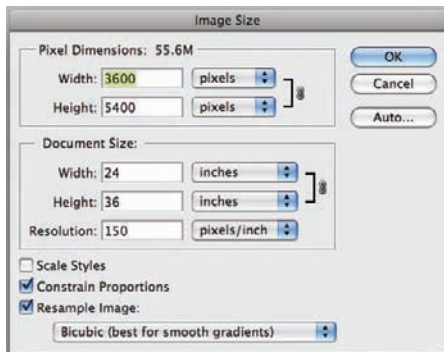 Image Size
Pixel Dimensions: 55.6M
OK
Width: 3600 pixels
Cancel
Height: 5400 pixels
Auto...
Document Size:
Width: 24 inches
Height: 36 inches
Resolution: 150 pixels/inch
Scale Styles
Constrain Proportions
Resample Image:
Bicubic (best for smooth gradients)